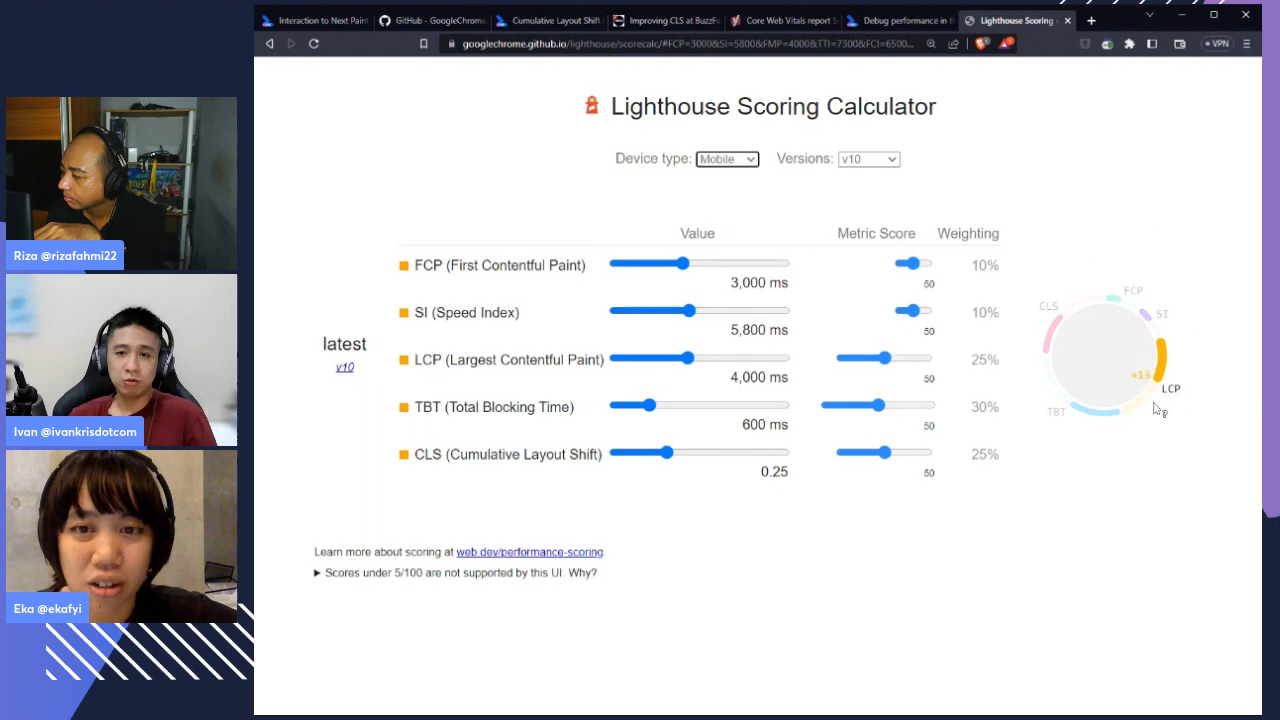 Interaction to Next Paint
GitHub - GoogleChrome
Cumulative Layout Shift
Improving CLS at BuzzFe
Core Web Vitals report S
Debug performance in th
Lighthouse Scoring
googlechrome.github.io/lighthouse/scorecalc/#FCP=3000&SI=5800&FMP=4000&TTI=7300&FCI=6500...
VPN
Lighthouse Scoring Calculator
Device type: Mobile Versions: v10
Value Metric Score Weighting
FCP (First Contentful Paint) 10%
3,000 ms 50
SI (Speed Index) 10%
5,800 ms 50
latest
v10
LCP (Largest Contentful Paint) 25%
4,000 ms 50
TBT (Total Blocking Time) 30%
600 ms 50
CLS (Cumulative Layout Shift) 25%
0.25 50
FCP
SI
CLS
+13
LCP
TBT
Learn more about scoring at web.dev/performance-scoring.
Scores under 5/100 are not supported by this UI. Why?
Riza @rizafahmi22
Ivan @ivankrisdotcom
Eka @ekafyi